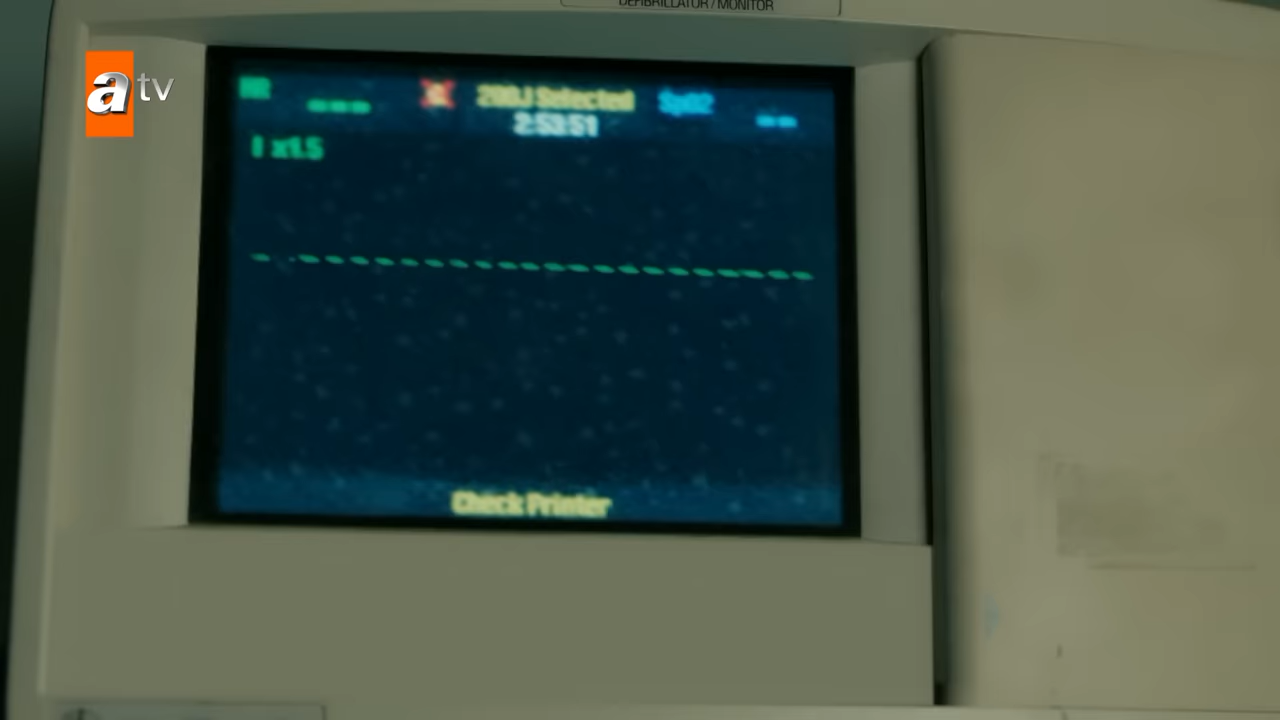 DEFIBRILLATOR / MONITOR
atv
HR --- 200J Selected SpO2 --
2:53:51
I x1.5
Check Printer